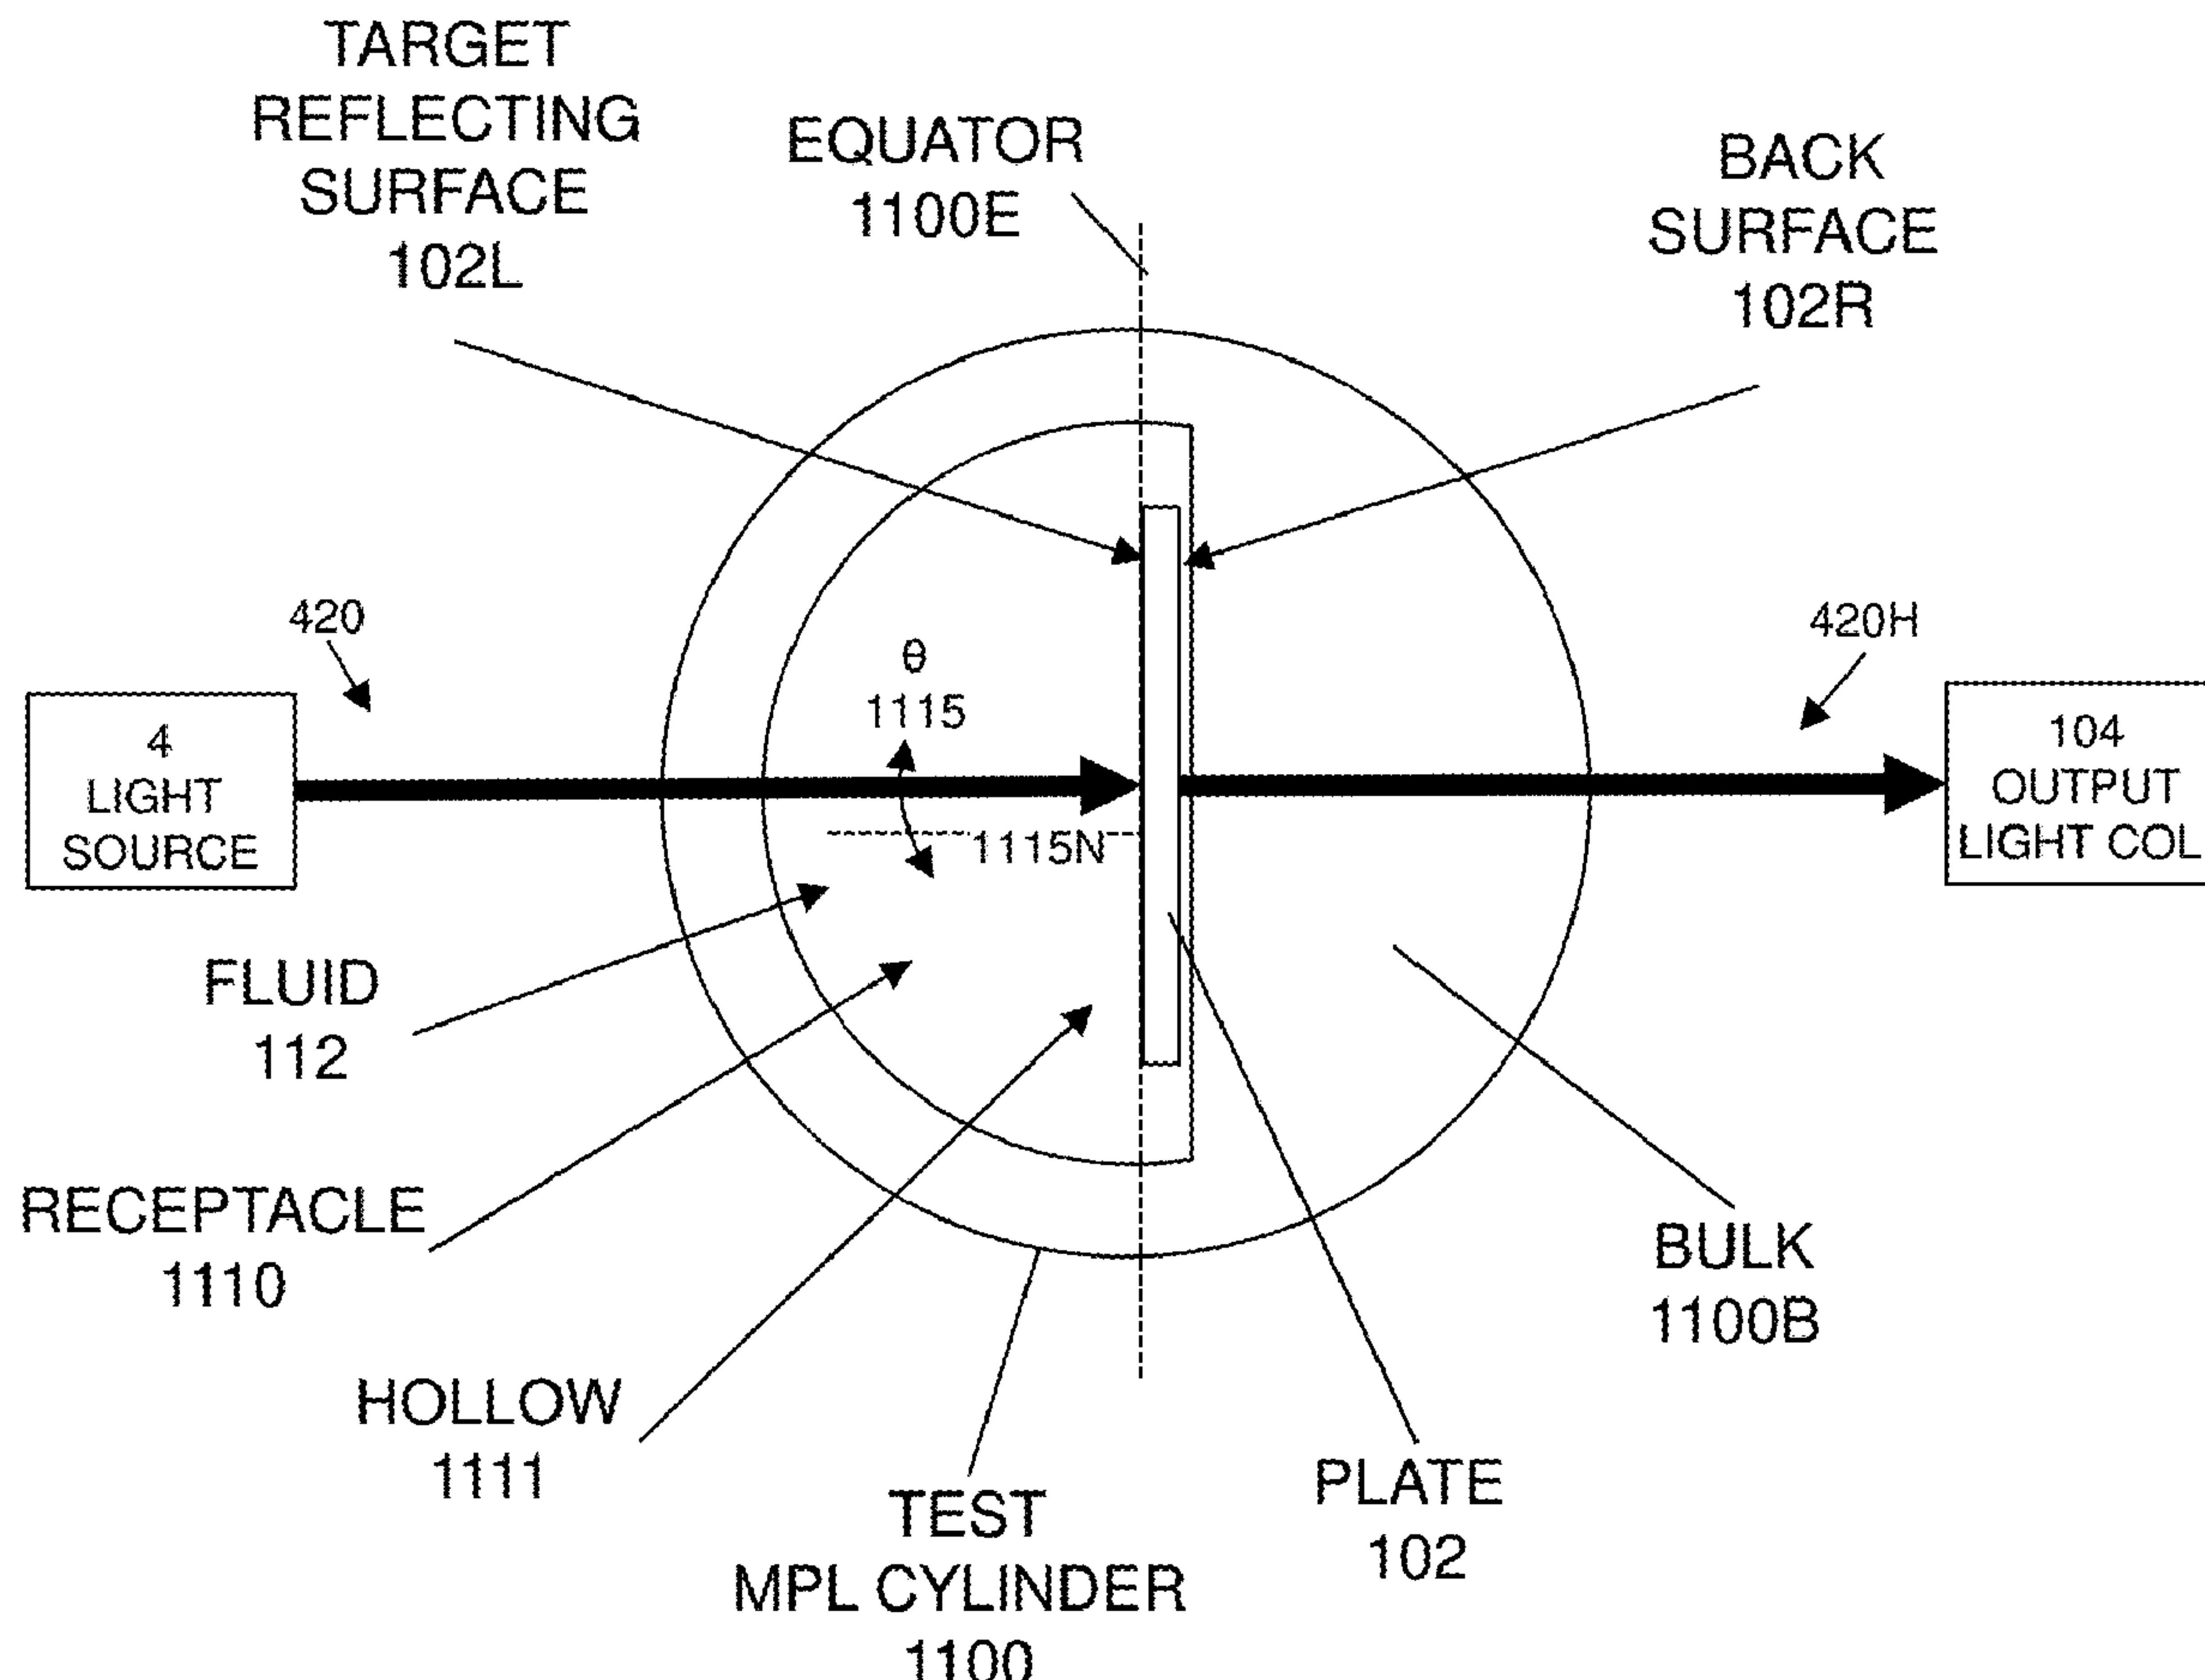 TARGET
REFLECTING
SURFACE
102L
EQUATOR
1100E
BACK
SURFACE
102R
420
420H
θ
1115
4
LIGHT
SOURCE
1115N
104
OUTPUT
LIGHT COL
FLUID
112
RECEPTACLE
1110
HOLLOW
1111
TEST
MPL CYLINDER
1100
PLATE
102
BULK
1100B